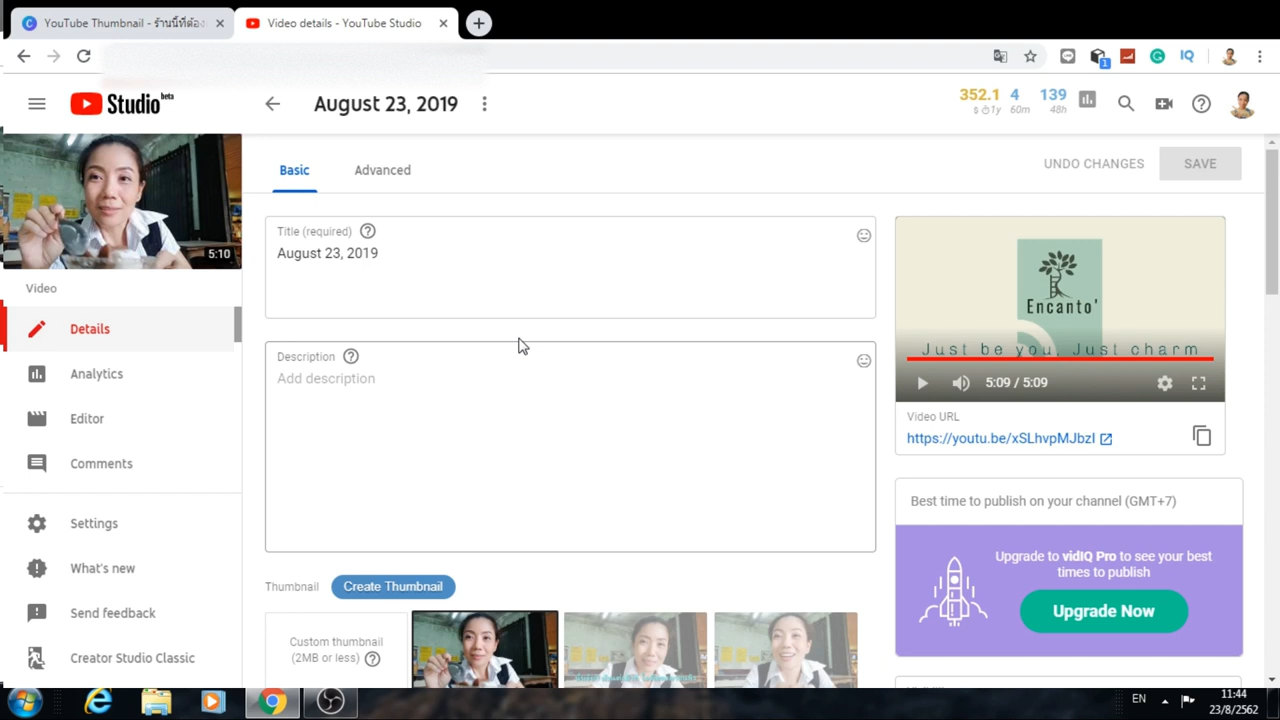 YouTube Thumbnail - ร้านนี้ที่ต้อง
Video details - YouTube Studio
IQ
1
Studio beta
August 23, 2019
352.1 4 139
$ ⏱1y 60m 48h
Basic
Advanced
UNDO CHANGES
SAVE
5:10
Video
Details
Analytics
Editor
Comments
Settings
What's new
Send feedback
Creator Studio Classic
Title (required)
August 23, 2019
Description
Add description
Thumbnail
Create Thumbnail
Custom thumbnail
(2MB or less)
Encanto'
Just be you, Just charm
5:09 / 5:09
Video URL
https://youtu.be/xSLhvpMJbzI
Best time to publish on your channel (GMT+7)
Upgrade to vidIQ Pro to see your best
times to publish
Upgrade Now
EN
11:44
23/8/2562